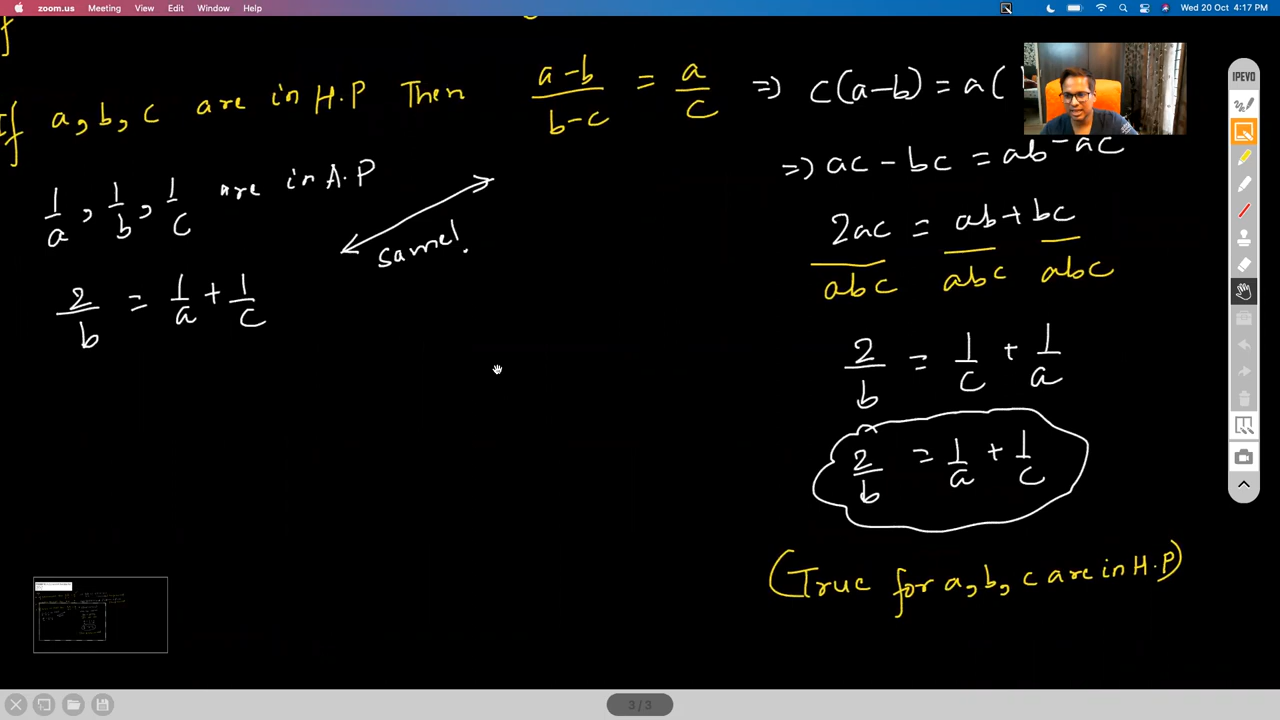 zoom.us Meeting View Edit Window Help Wed 20 Oct 4:17 PM
If a, b, c are in H.P Then (a-b)/(b-c) = a/c ⇒ c(a-b) = a(
1/a, 1/b, 1/c are in A.P
same!
2/b = 1/a + 1/c
⇒ ac - bc = ab - ac
2ac/abc = ab/abc + bc/abc
2/b = 1/c + 1/a
2/b = 1/a + 1/c
(True for a, b, c are in H.P)
IPEVO
3 / 3